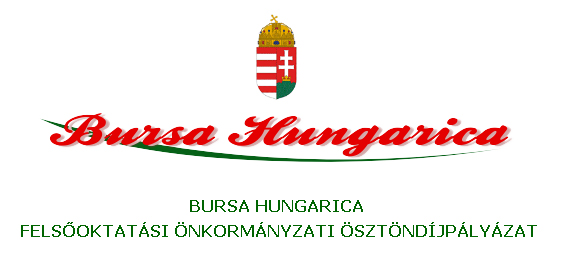 Bursa Hungarica
BURSA HUNGARICA
FELSŐOKTATÁSI ÖNKORMÁNYZATI ÖSZTÖNDÍJPÁLYÁZAT